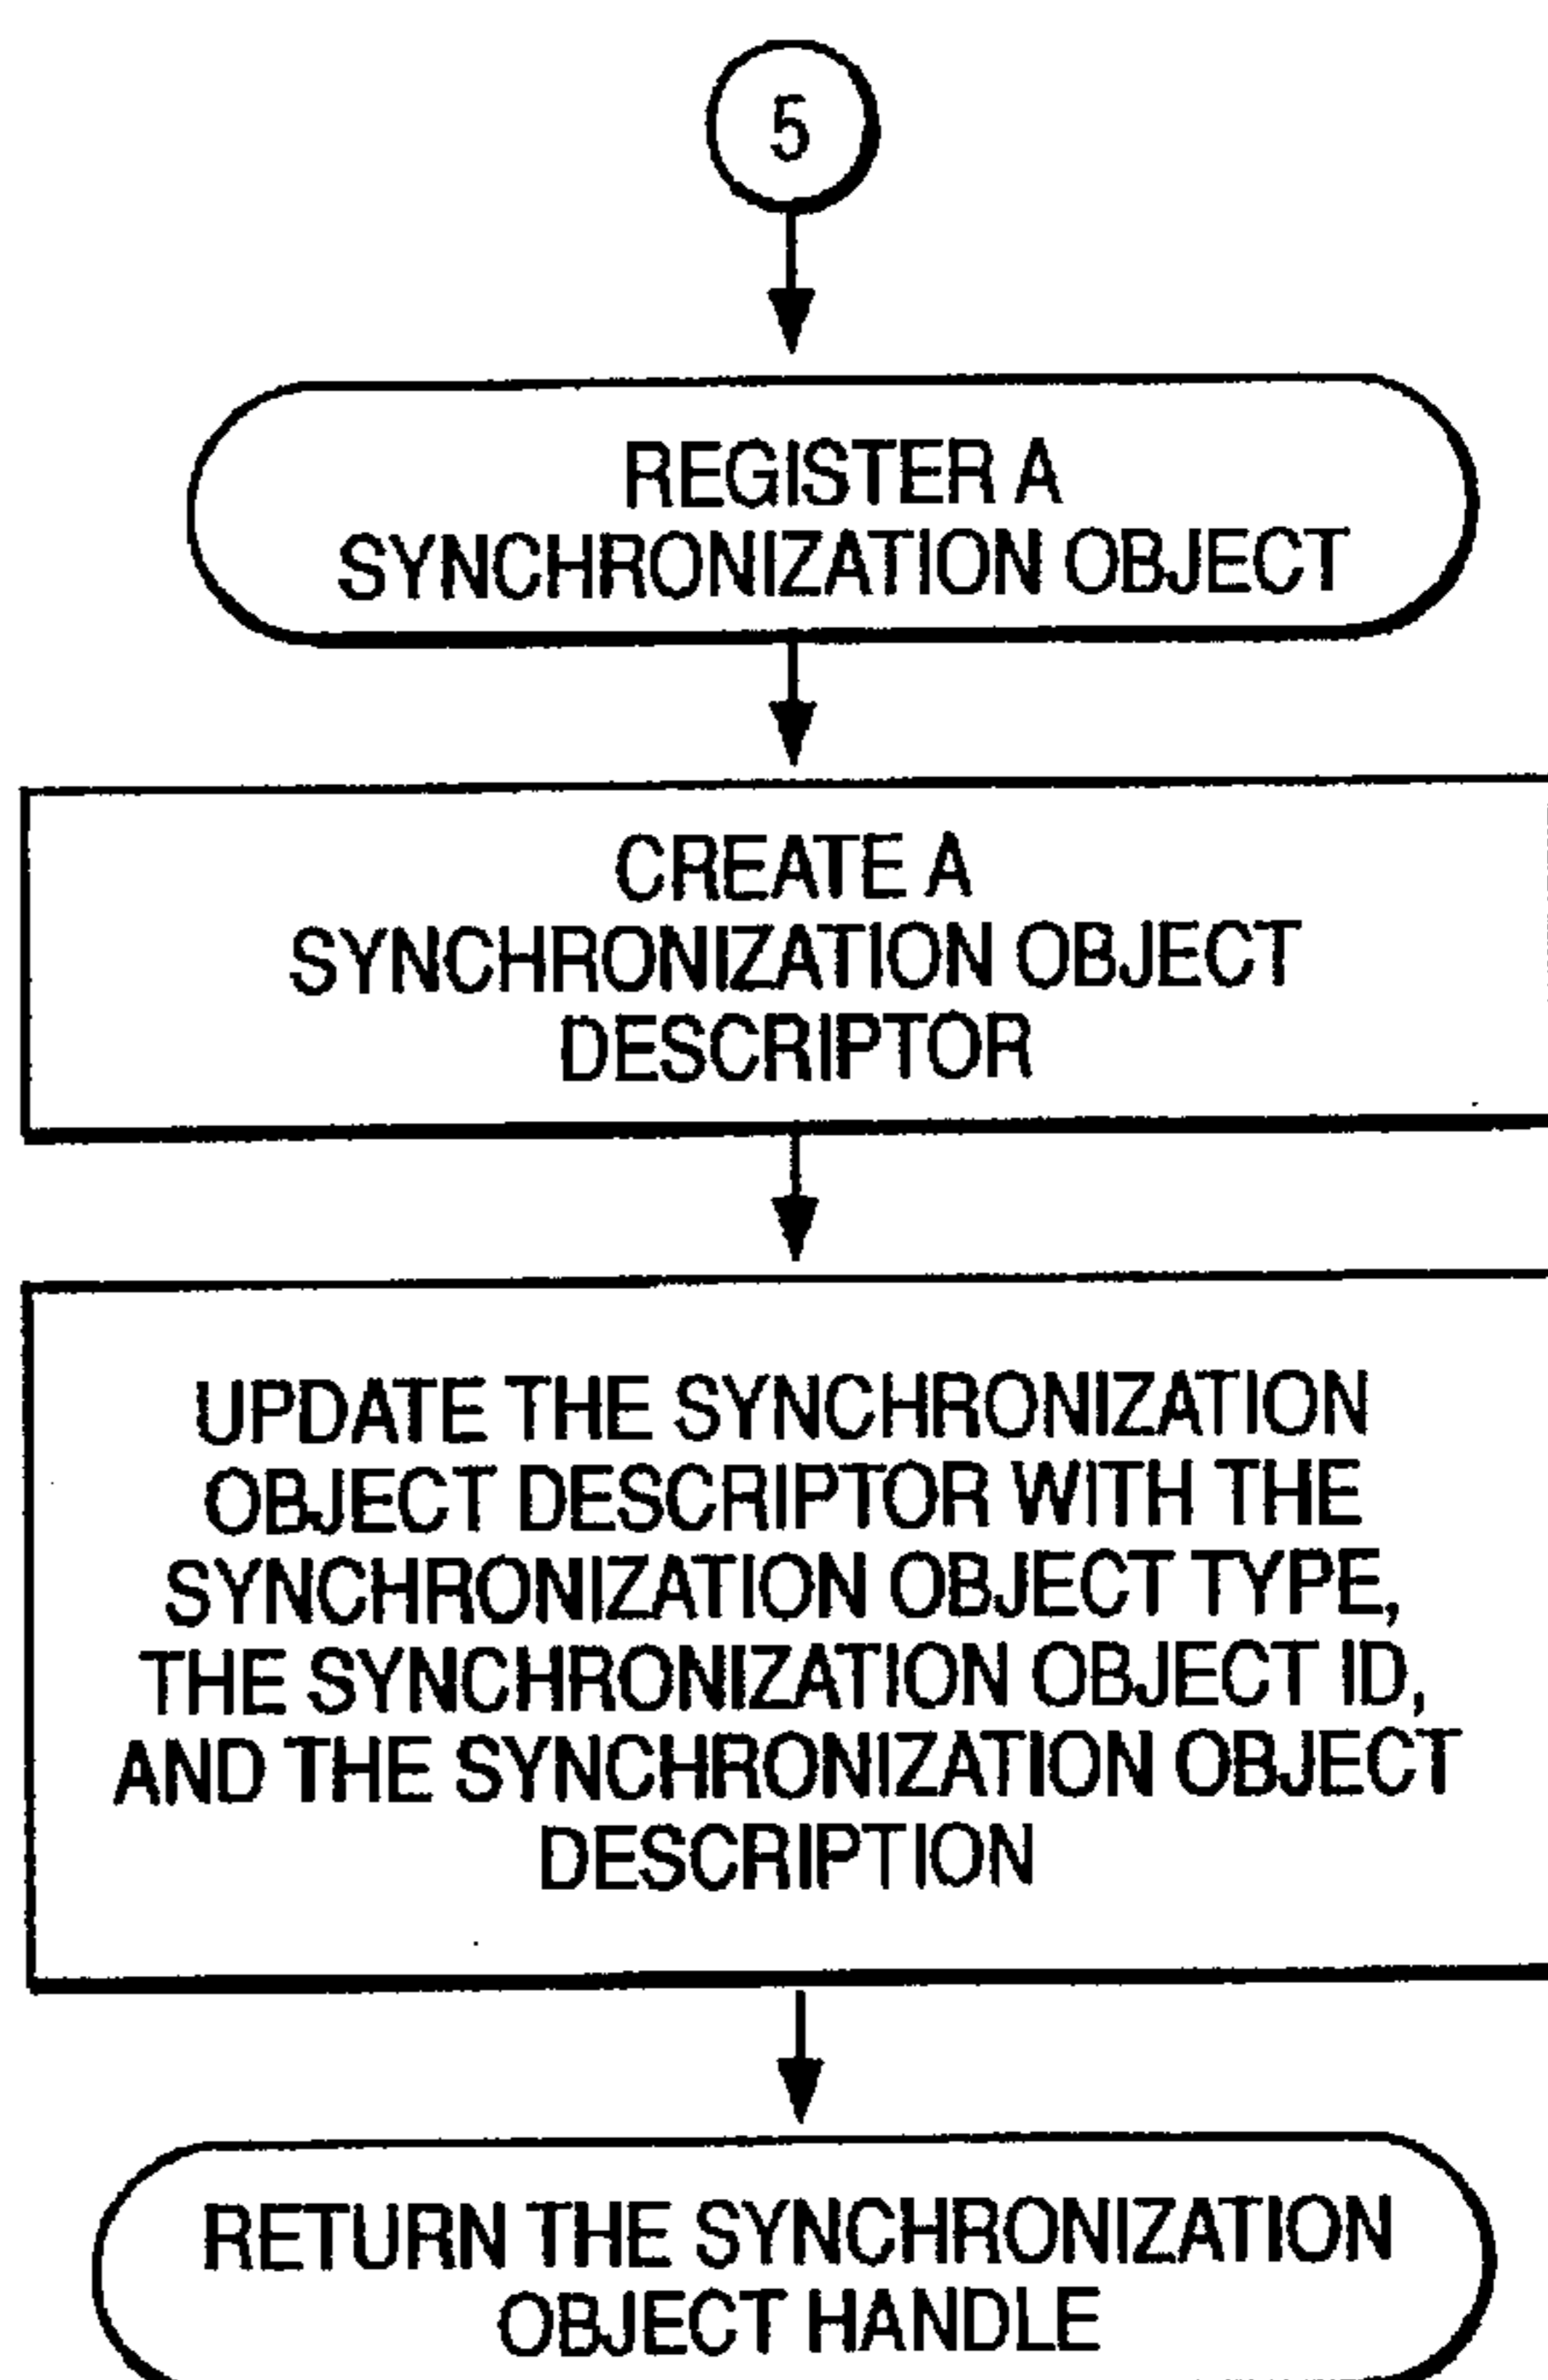 5
REGISTER A
SYNCHRONIZATION OBJECT
CREATE A
SYNCHRONIZATION OBJECT
DESCRIPTOR
UPDATE THE SYNCHRONIZATION
OBJECT DESCRIPTOR WITH THE
SYNCHRONIZATION OBJECT TYPE,
THE SYNCHRONIZATION OBJECT ID,
AND THE SYNCHRONIZATION OBJECT
DESCRIPTION
RETURN THE SYNCHRONIZATION
OBJECT HANDLE